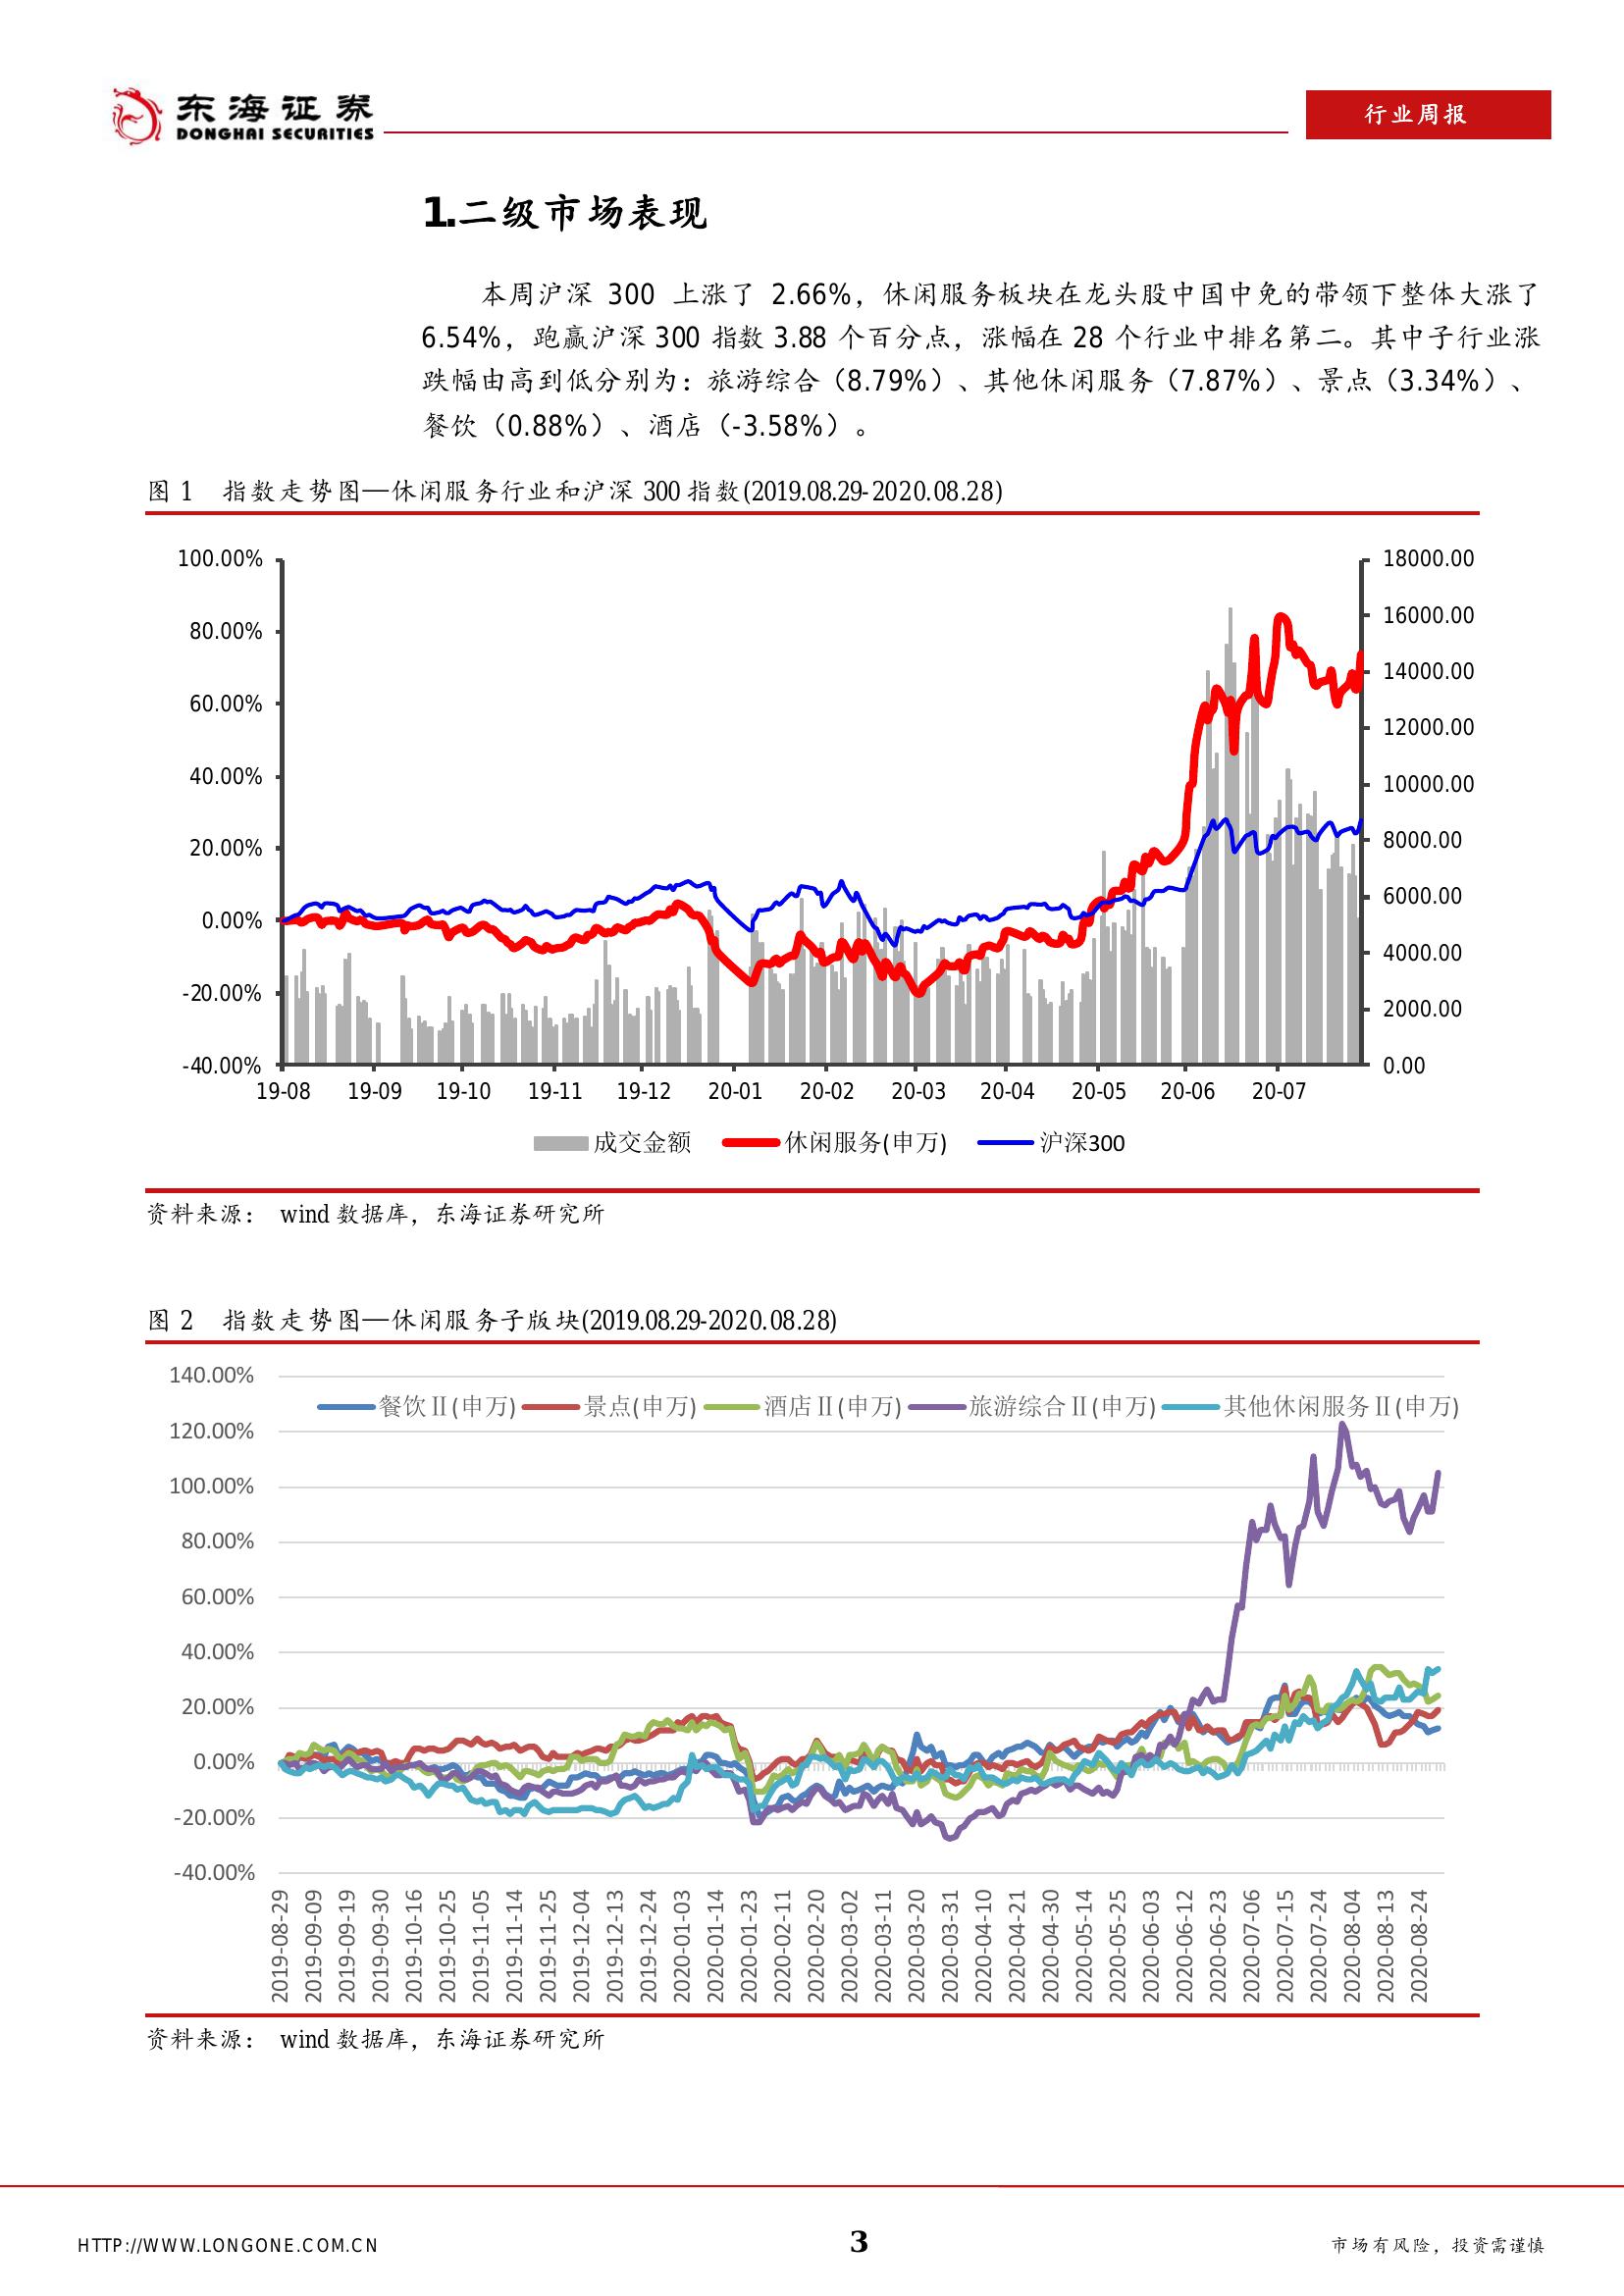 东海证券
DONGHAI SECURITIES
行业周报
1.二级市场表现
本周沪深 300 上涨了 2.66%，休闲服务板块在龙头股中国中免的带领下整体大涨了
6.54%，跑赢沪深 300 指数 3.88 个百分点，涨幅在 28 个行业中排名第二。其中子行业涨
跌幅由高到低分别为：旅游综合（8.79%）、其他休闲服务（7.87%）、景点（3.34%）、
餐饮（0.88%）、酒店（-3.58%）。
图 1 指数走势图—休闲服务行业和沪深 300 指数(2019.08.29-2020.08.28)
100.00% 18000.00
80.00% 16000.00
60.00% 14000.00
40.00% 12000.00
20.00% 10000.00
0.00% 8000.00
-20.00% 6000.00
-40.00% 4000.00
2000.00
0.00
19-08 19-09 19-10 19-11 19-12 20-01 20-02 20-03 20-04 20-05 20-06 20-07
成交金额 休闲服务(申万) 沪深300
资料来源： wind 数据库，东海证券研究所
图 2 指数走势图—休闲服务子版块(2019.08.29-2020.08.28)
140.00%
餐饮Ⅱ(申万) 景点(申万) 酒店Ⅱ(申万) 旅游综合Ⅱ(申万) 其他休闲服务Ⅱ(申万)
120.00%
100.00%
80.00%
60.00%
40.00%
20.00%
0.00%
-20.00%
-40.00%
2019-08-29 2019-09-09 2019-09-19 2019-09-30 2019-10-16 2019-10-25 2019-11-05 2019-11-14 2019-11-25 2019-12-04 2019-12-13 2019-12-24 2020-01-03 2020-01-14 2020-01-23 2020-02-11 2020-02-20 2020-03-02 2020-03-11 2020-03-20 2020-03-31 2020-04-10 2020-04-21 2020-04-30 2020-05-14 2020-05-25 2020-06-03 2020-06-12 2020-06-23 2020-07-06 2020-07-15 2020-07-24 2020-08-04 2020-08-13 2020-08-24
资料来源： wind 数据库，东海证券研究所
HTTP://WWW.LONGONE.COM.CN
3
市场有风险，投资需谨慎